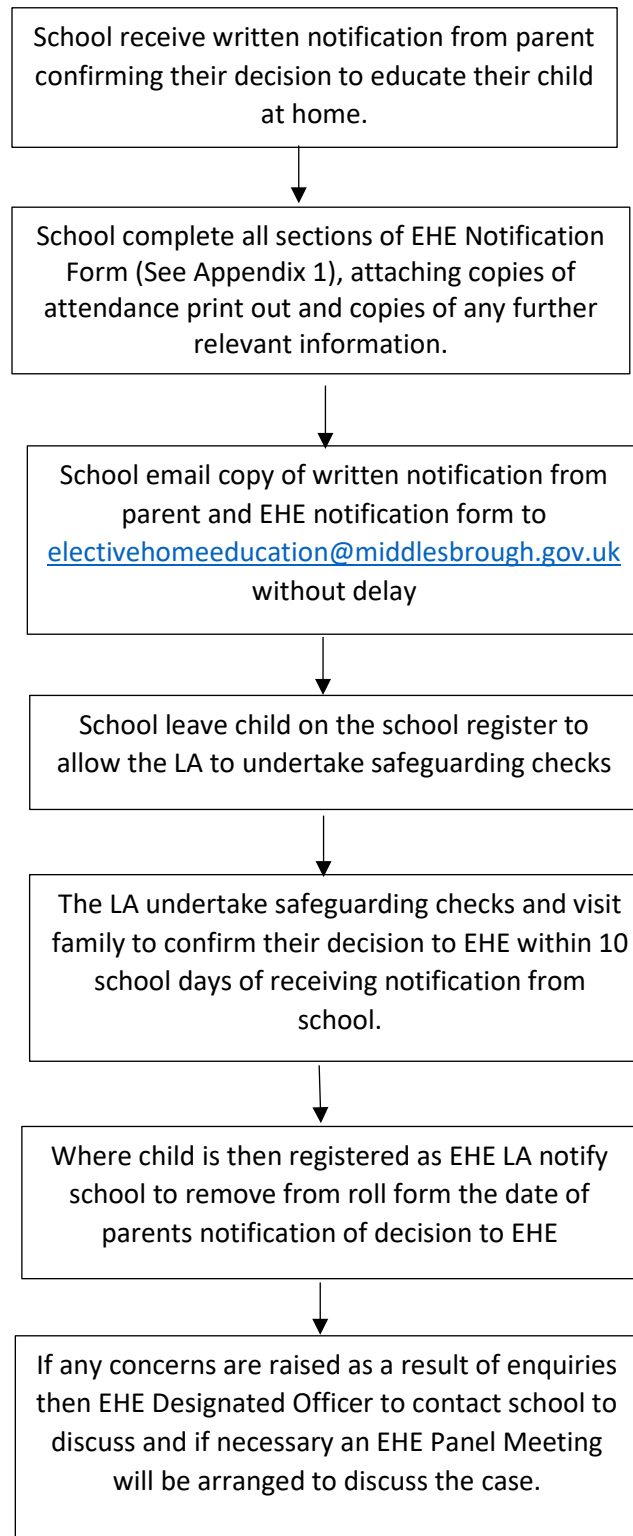 School receive written notification from parent
confirming their decision to educate their child
at home.
School complete all sections of EHE Notification
Form (See Appendix 1), attaching copies of
attendance print out and copies of any further
relevant information.
School email copy of written notification from
parent and EHE notification form to
electivehomeeducation@middlesbrough.gov.uk
without delay
School leave child on the school register to
allow the LA to undertake safeguarding checks
The LA undertake safeguarding checks and visit
family to confirm their decision to EHE within 10
school days of receiving notification from
school.
Where child is then registered as EHE LA notify
school to remove from roll form the date of
parents notification of decision to EHE
If any concerns are raised as a result of enquiries
then EHE Designated Officer to contact school to
discuss and if necessary an EHE Panel Meeting
will be arranged to discuss the case.